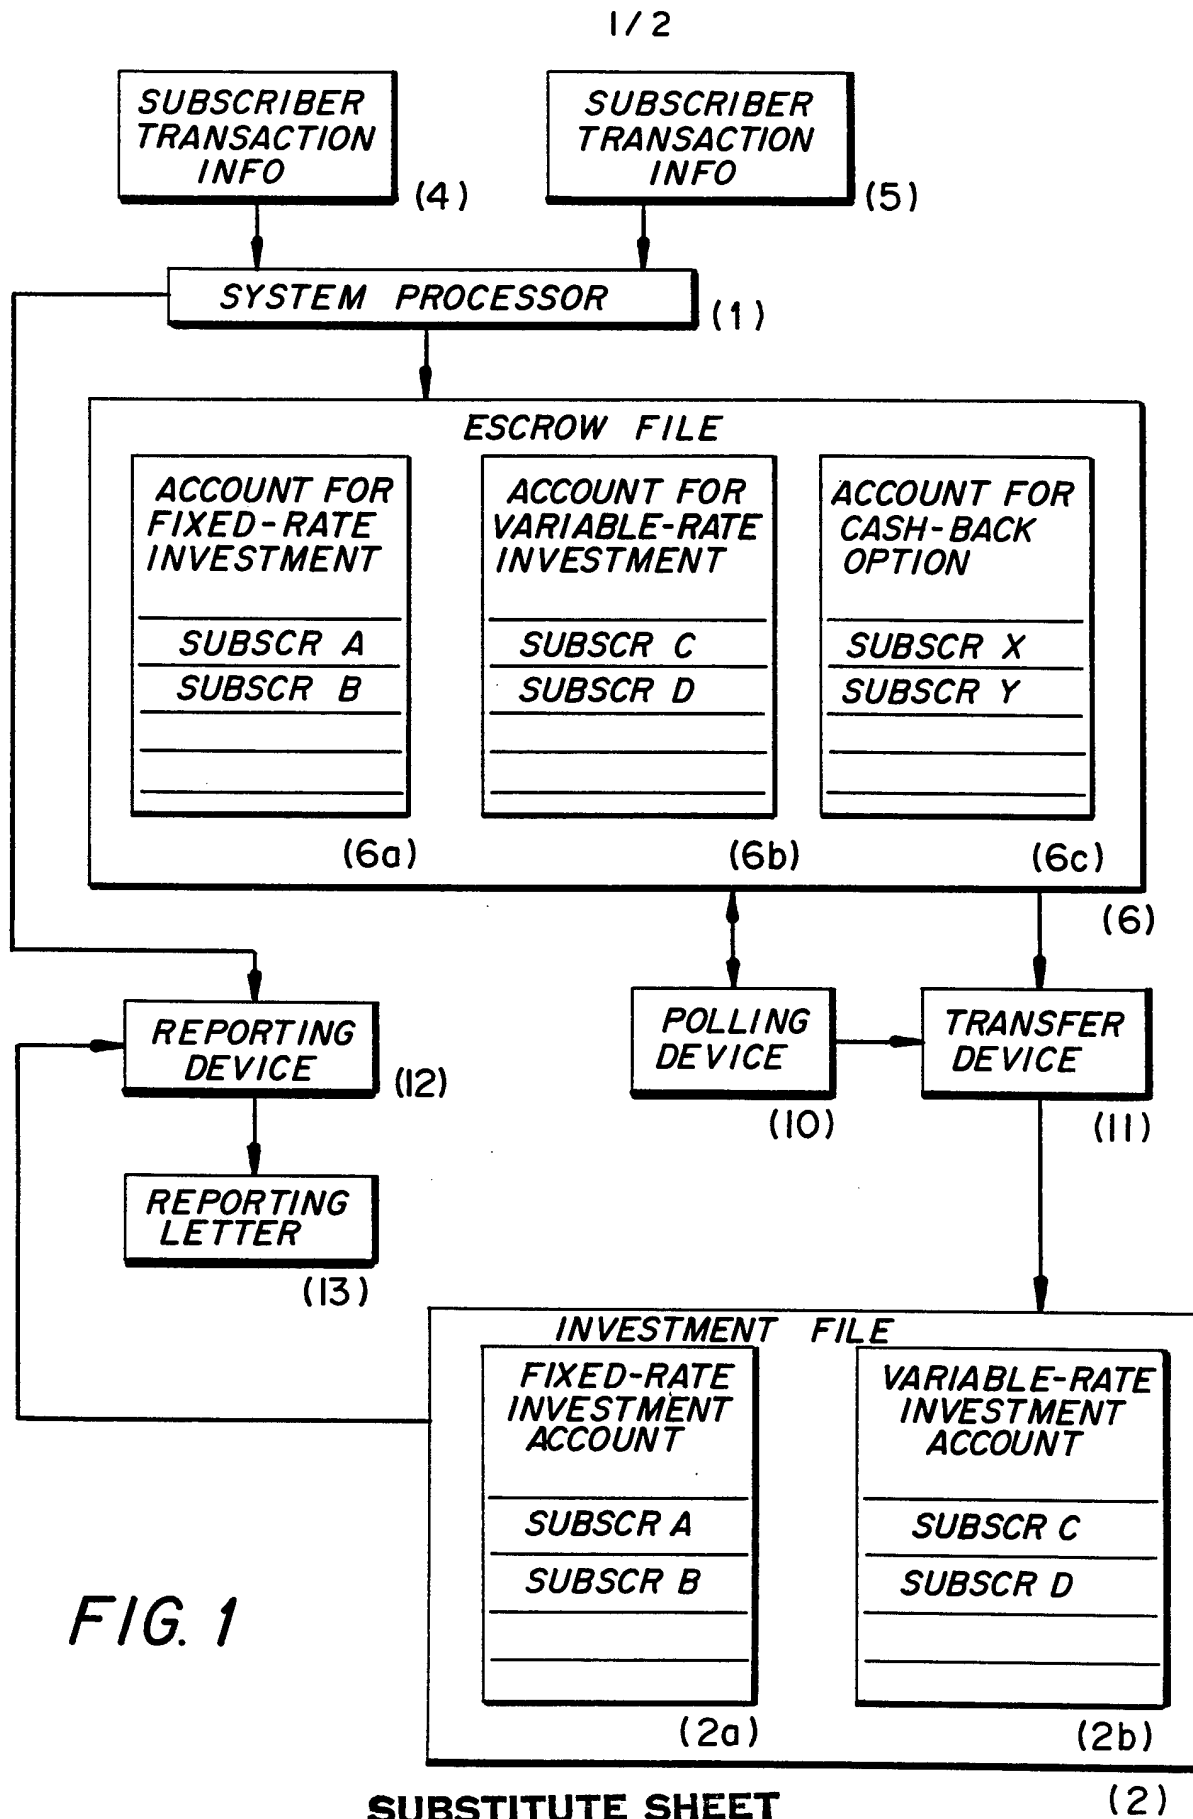 1/2
SUBSCRIBER
TRANSACTION
INFO
(4)
SUBSCRIBER
TRANSACTION
INFO
(5)
SYSTEM PROCESSOR
(1)
ESCROW FILE
ACCOUNT FOR
FIXED-RATE
INVESTMENT
SUBSCR A
SUBSCR B
(6a)
ACCOUNT FOR
VARIABLE-RATE
INVESTMENT
SUBSCR C
SUBSCR D
(6b)
ACCOUNT FOR
CASH-BACK
OPTION
SUBSCR X
SUBSCR Y
(6c)
(6)
REPORTING
DEVICE
(12)
POLLING
DEVICE
(10)
TRANSFER
DEVICE
(11)
REPORTING
LETTER
(13)
INVESTMENT FILE
FIXED-RATE
INVESTMENT
ACCOUNT
SUBSCR A
SUBSCR B
(2a)
VARIABLE-RATE
INVESTMENT
ACCOUNT
SUBSCR C
SUBSCR D
(2b)
(2)
FIG. 1
SUBSTITUTE SHEET